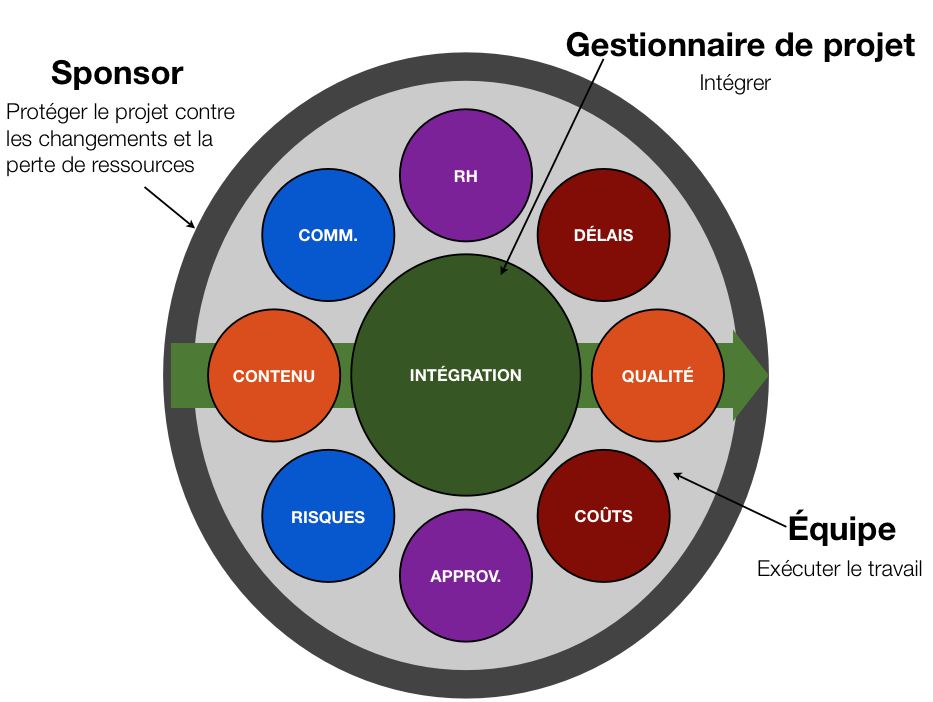 Gestionnaire de projet
Intégrer
Sponsor
Protéger le projet contre
les changements et la
perte de ressources
RH
COMM.
DÉLAIS
CONTENU
INTÉGRATION
QUALITÉ
RISQUES
COÛTS
APPROV.
Équipe
Exécuter le travail